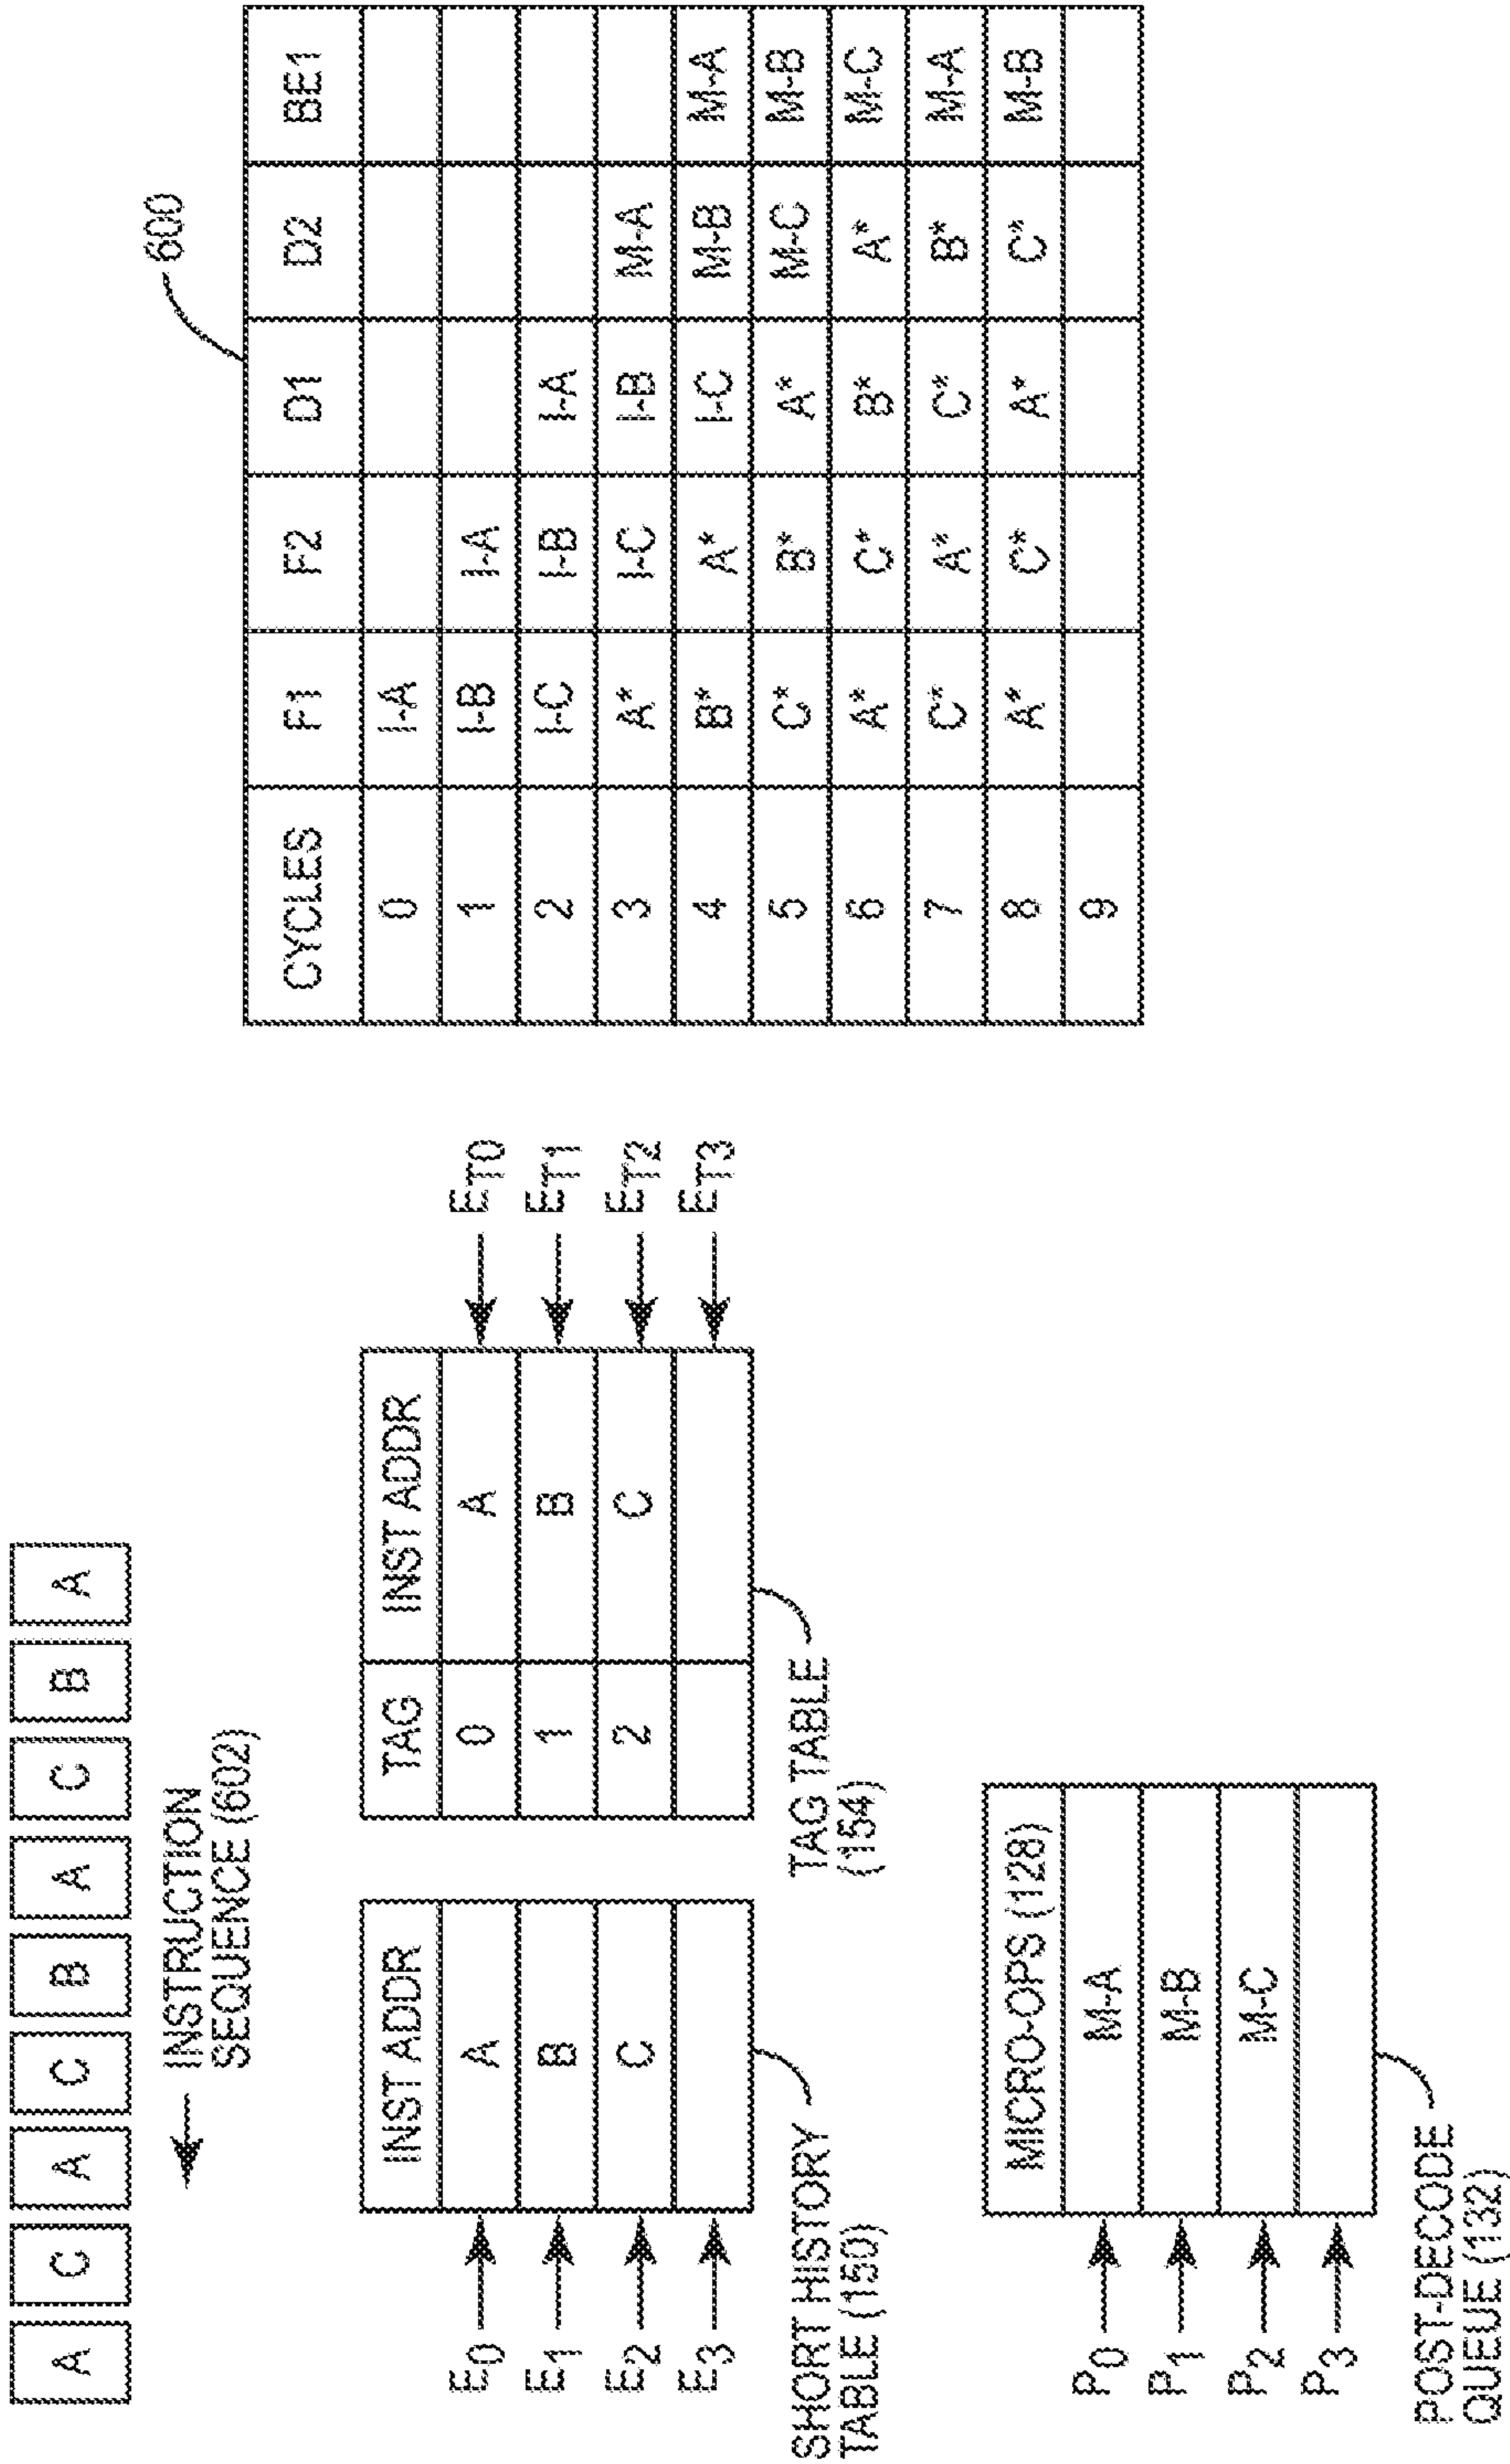 A C A C B A C B A
INSTRUCTION
SEQUENCE (602)
INST ADDR
E0 A
E1 B
E2 C
E3
SHORT HISTORY
TABLE (150)
TAG INST ADDR
0 A ET0
1 B ET1
2 C ET2
ET3
TAG TABLE
(154)
MICRO-OPS (128)
P0 M-A
P1 M-B
P2 M-C
P3
POST-DECODE
QUEUE (132)
600
CYCLES F1 F2 D1 D2 BE1
0 I-A
1 I-B I-A
2 I-C I-B I-A
3 A* I-C I-B M-A
4 B* A* I-C M-B M-A
5 C* B* A* M-C M-B
6 A* C* B* A* M-C
7 C* A* C* B* M-A
8 A* C* A* C* M-B
9